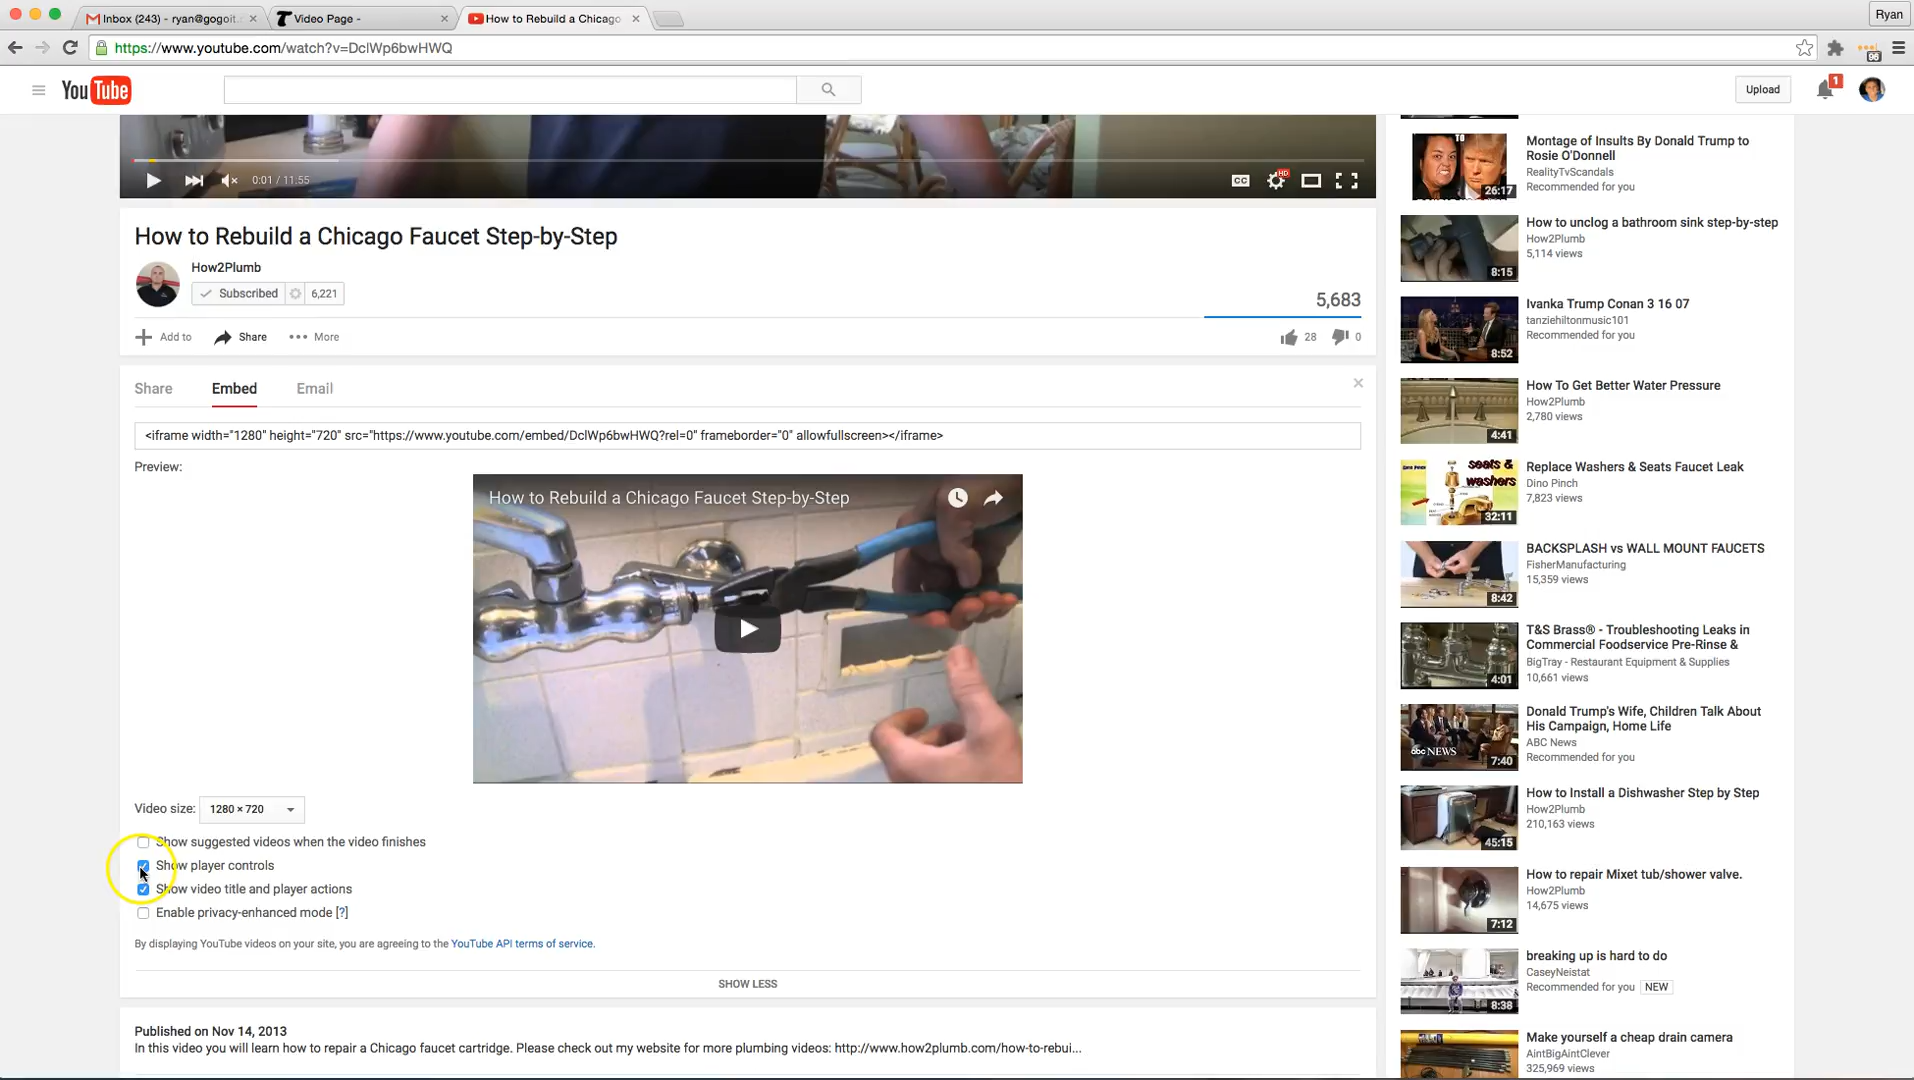 Inbox (243) - ryan@gogoit.
Video Page -
How to Rebuild a Chicago
Ryan
https://www.youtube.com/watch?v=DclWp6bwHWQ
96
YouTube
Upload
1
0:01 / 11:55
CC
HD
How to Rebuild a Chicago Faucet Step-by-Step
How2Plumb
Subscribed
6,221
5,683
Add to
Share
More
28
0
Share
Embed
Email
<iframe width="1280" height="720" src="https://www.youtube.com/embed/DclWp6bwHWQ?rel=0" frameborder="0" allowfullscreen></iframe>
Preview:
How to Rebuild a Chicago Faucet Step-by-Step
Video size:
1280 × 720
Show suggested videos when the video finishes
Show player controls
Show video title and player actions
Enable privacy-enhanced mode [?]
By displaying YouTube videos on your site, you are agreeing to the YouTube API terms of service.
SHOW LESS
Published on Nov 14, 2013
In this video you will learn how to repair a Chicago faucet cartridge. Please check out my website for more plumbing videos: http://www.how2plumb.com/how-to-rebui...
TO
26:17
Montage of Insults By Donald Trump to
Rosie O'Donnell
RealityTvScandals
Recommended for you
8:15
How to unclog a bathroom sink step-by-step
How2Plumb
5,114 views
8:52
Ivanka Trump Conan 3 16 07
tanziehiltonmusic101
Recommended for you
4:41
How To Get Better Water Pressure
How2Plumb
2,780 views
seats &
washers
32:11
Replace Washers & Seats Faucet Leak
Dino Pinch
7,823 views
8:42
BACKSPLASH vs WALL MOUNT FAUCETS
FisherManufacturing
15,359 views
4:01
T&S Brass® - Troubleshooting Leaks in
Commercial Foodservice Pre-Rinse &
BigTray - Restaurant Equipment & Supplies
10,661 views
abc NEWS
7:40
Donald Trump's Wife, Children Talk About
His Campaign, Home Life
ABC News
Recommended for you
45:15
How to Install a Dishwasher Step by Step
How2Plumb
210,163 views
7:12
How to repair Mixet tub/shower valve.
How2Plumb
14,675 views
8:38
breaking up is hard to do
CaseyNeistat
Recommended for you
NEW
Make yourself a cheap drain camera
AintBigAintClever
325,969 views